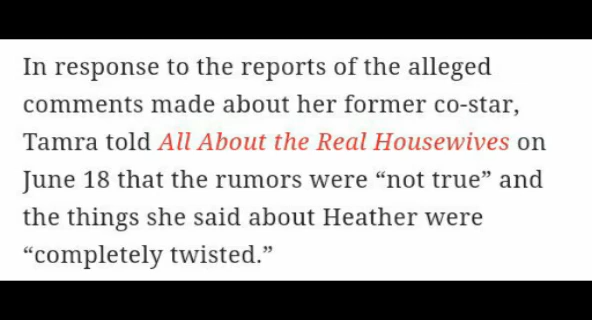 In response to the reports of the alleged
comments made about her former co-star,
Tamra told All About the Real Housewives on
June 18 that the rumors were “not true” and
the things she said about Heather were
“completely twisted.”